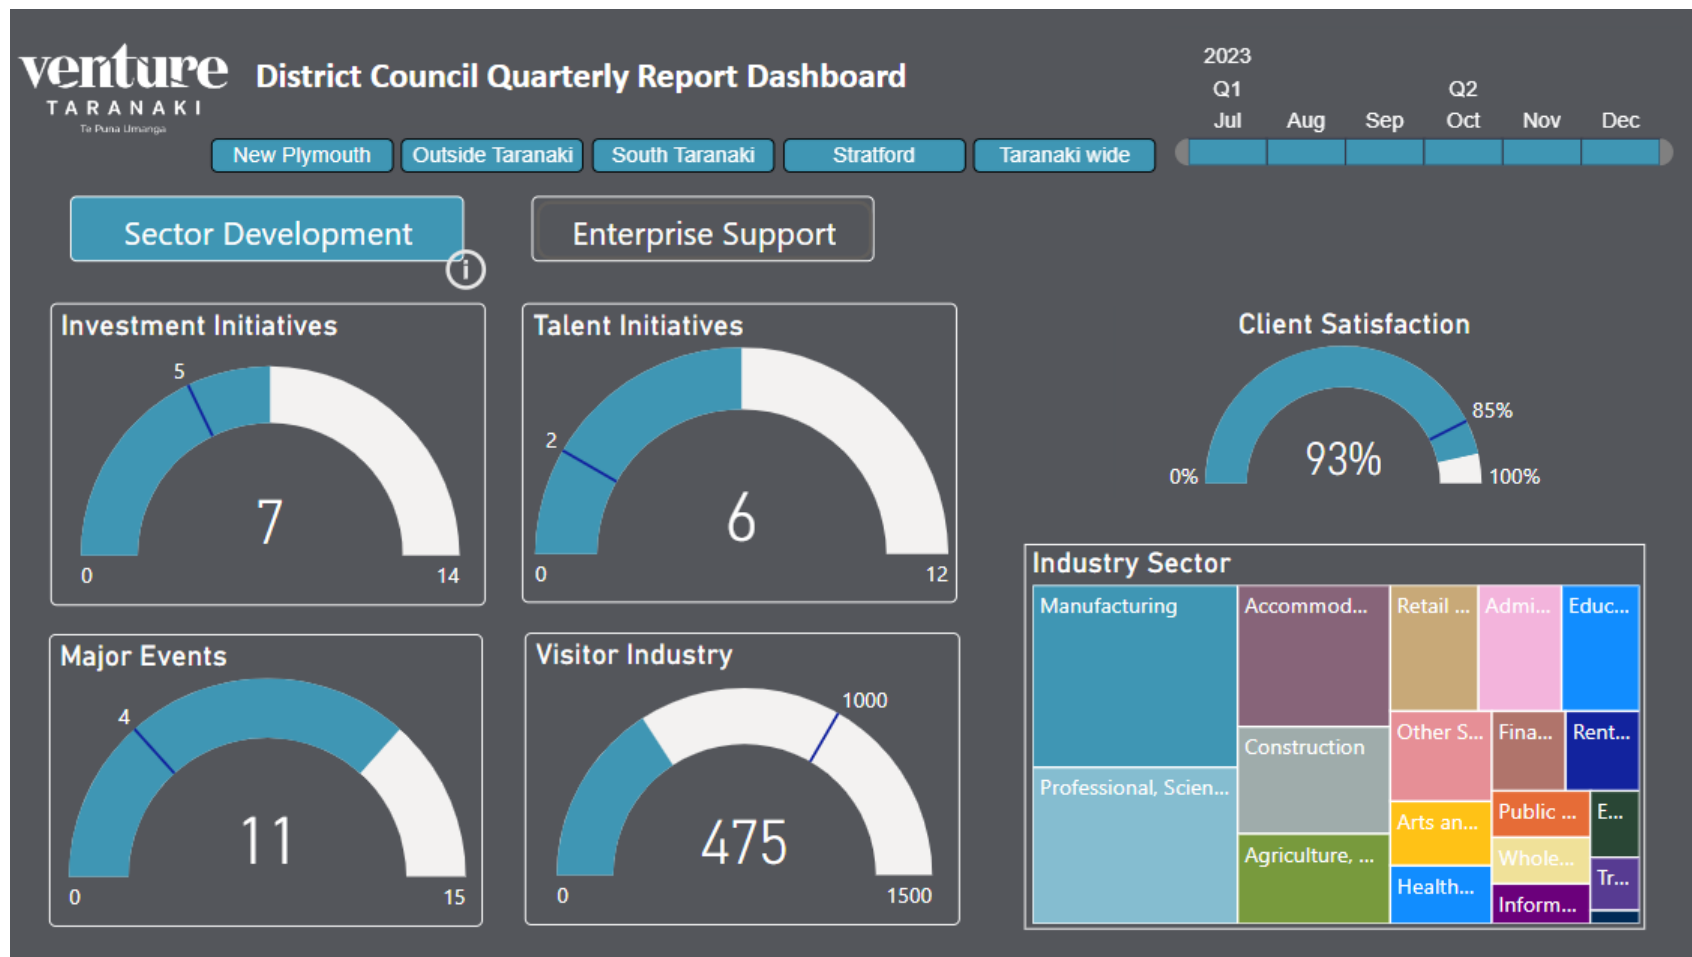 venture
TARANAKI
Te Puna Umanga
District Council Quarterly Report Dashboard
2023
Q1 Q2
Jul Aug Sep Oct Nov Dec
New Plymouth Outside Taranaki South Taranaki Stratford Taranaki wide
Sector Development
i
Enterprise Support
Investment Initiatives
5
7
0 14
Talent Initiatives
2
6
0 12
Client Satisfaction
85%
93%
0% 100%
Major Events
4
11
0 15
Visitor Industry
1000
475
0 1500
Industry Sector
Manufacturing
Professional, Scien...
Accommod...
Construction
Agriculture, ...
Retail ...
Admi...
Educ...
Other S...
Fina...
Rent...
Arts an...
Health...
Public ...
Whole...
Inform...
E...
Tr...